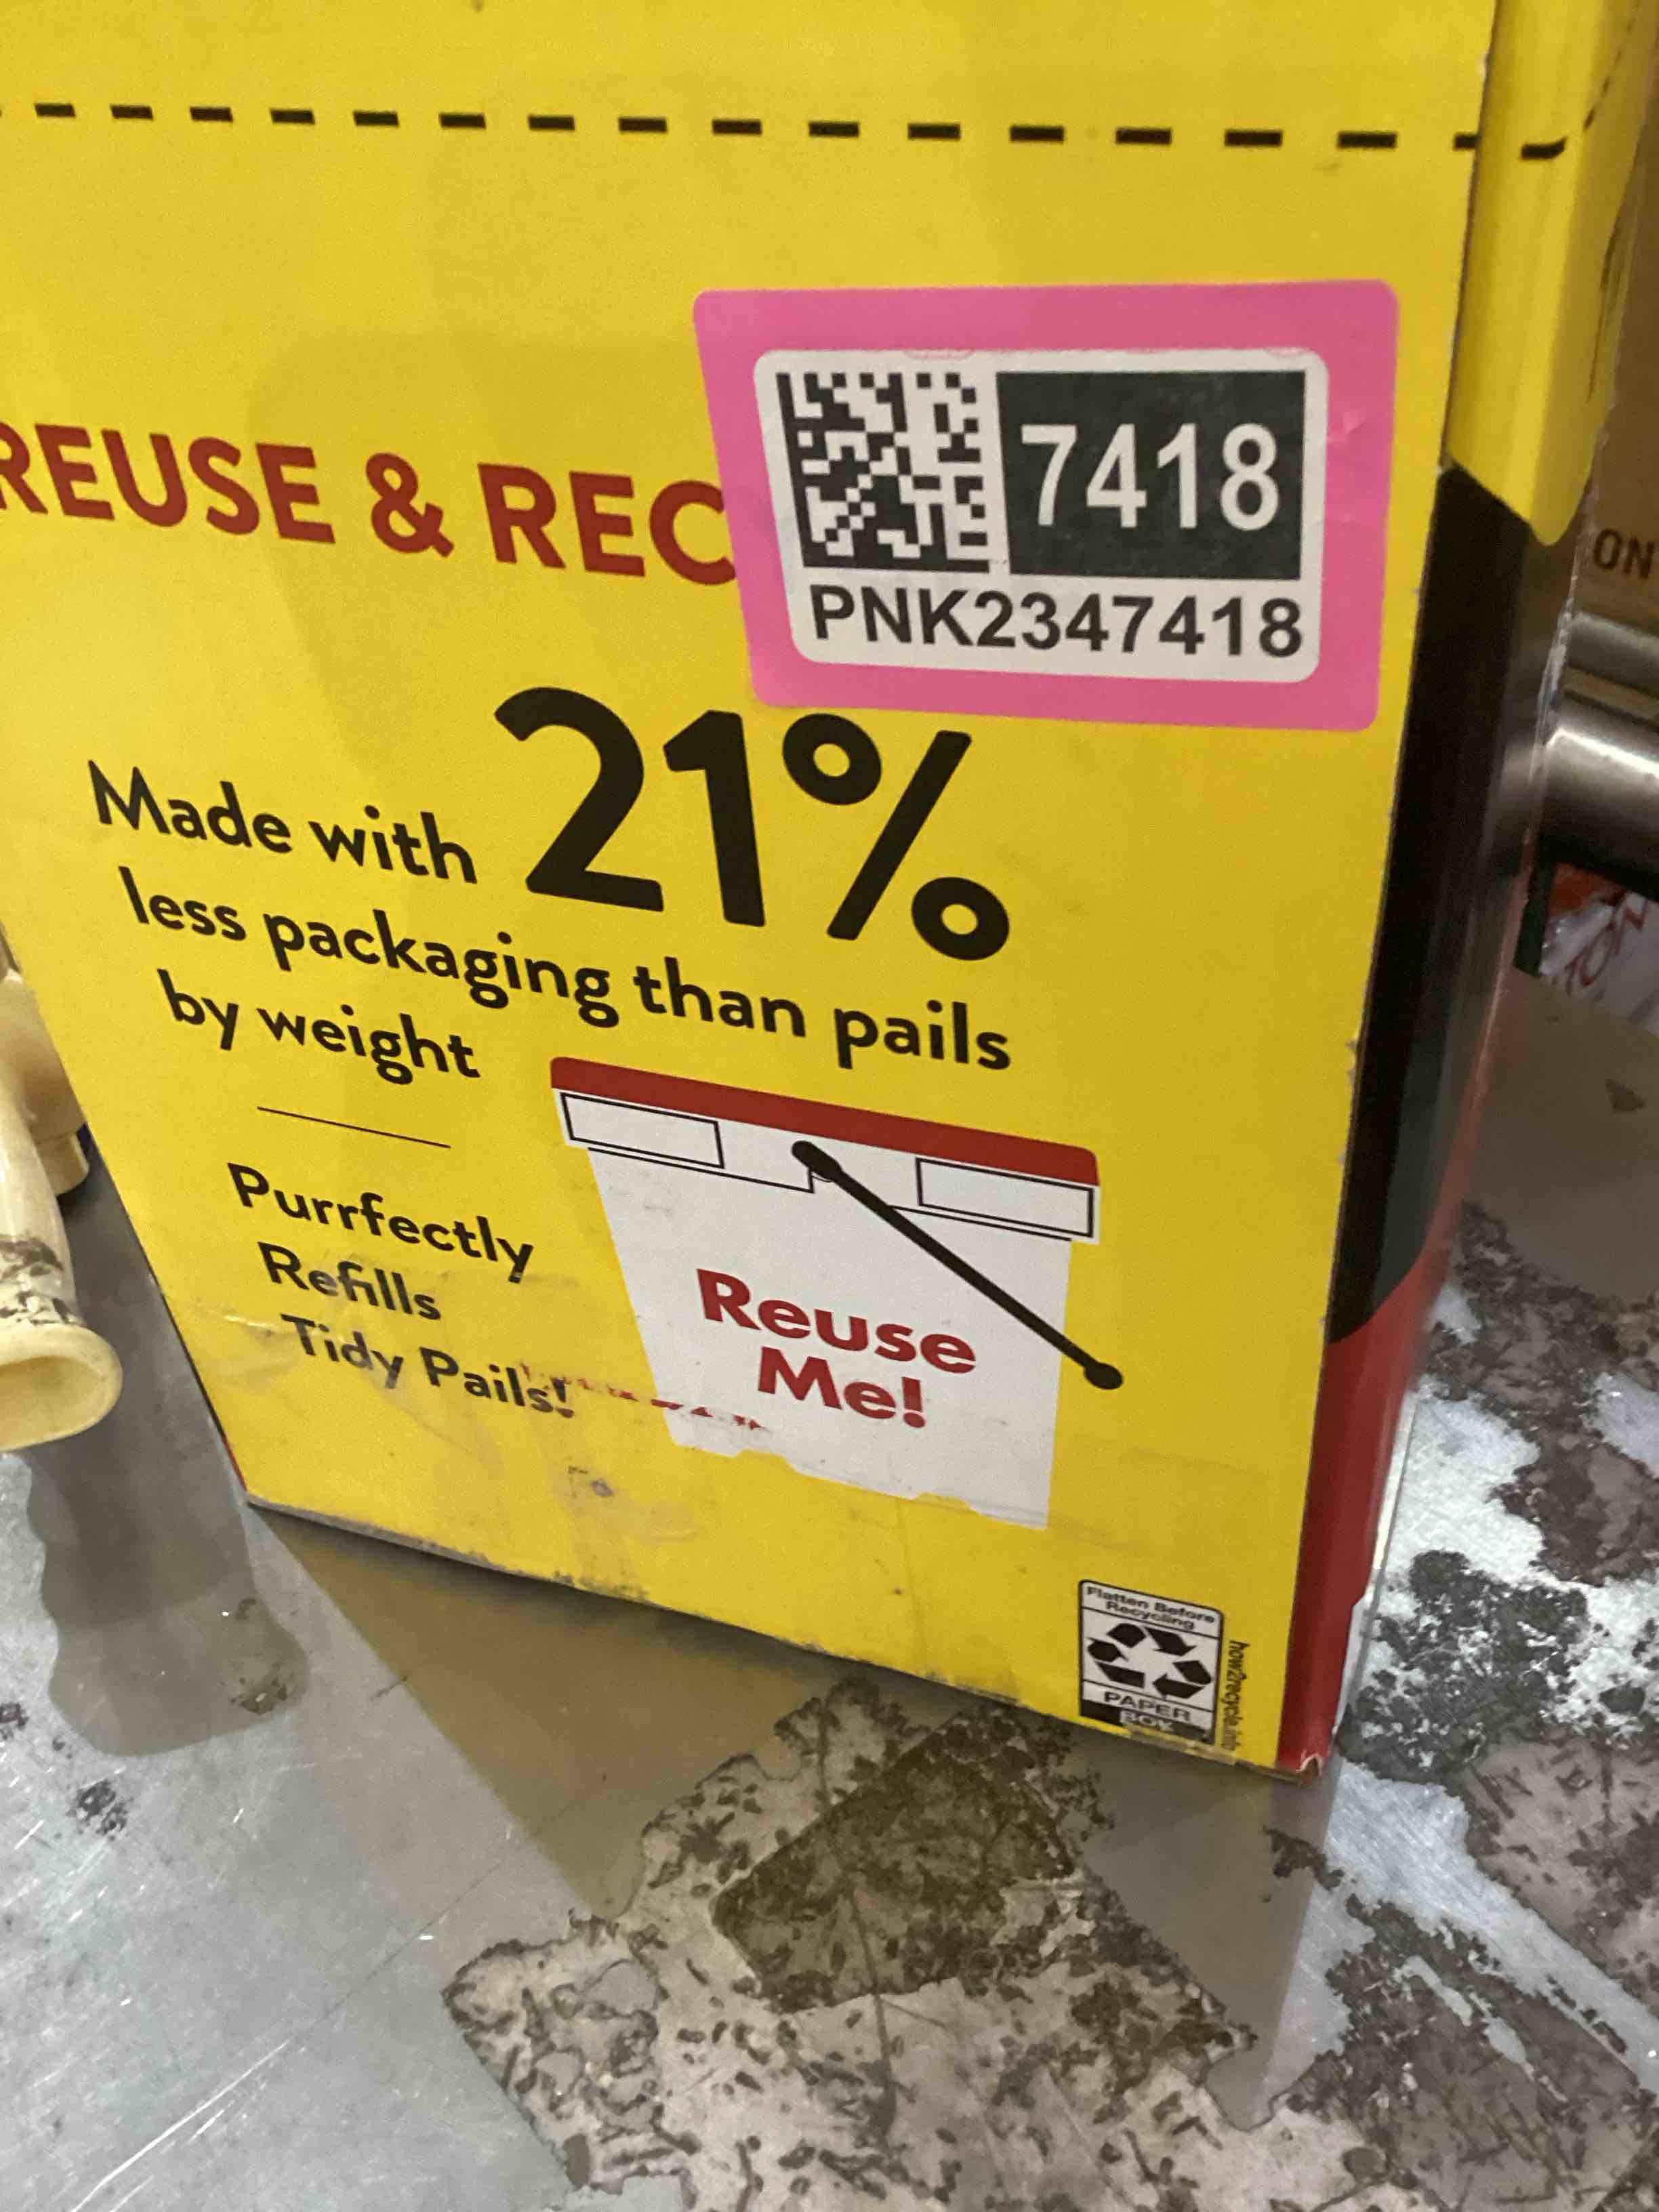 REUSE & REC
7418
PNK2347418
Made with 21%
less packaging than pails
by weight
Purrfectly
Refills
Tidy Pails!
Reuse
Me!
Flatten Before
Recycling
PAPER
BOX
how2recycle.info
ON